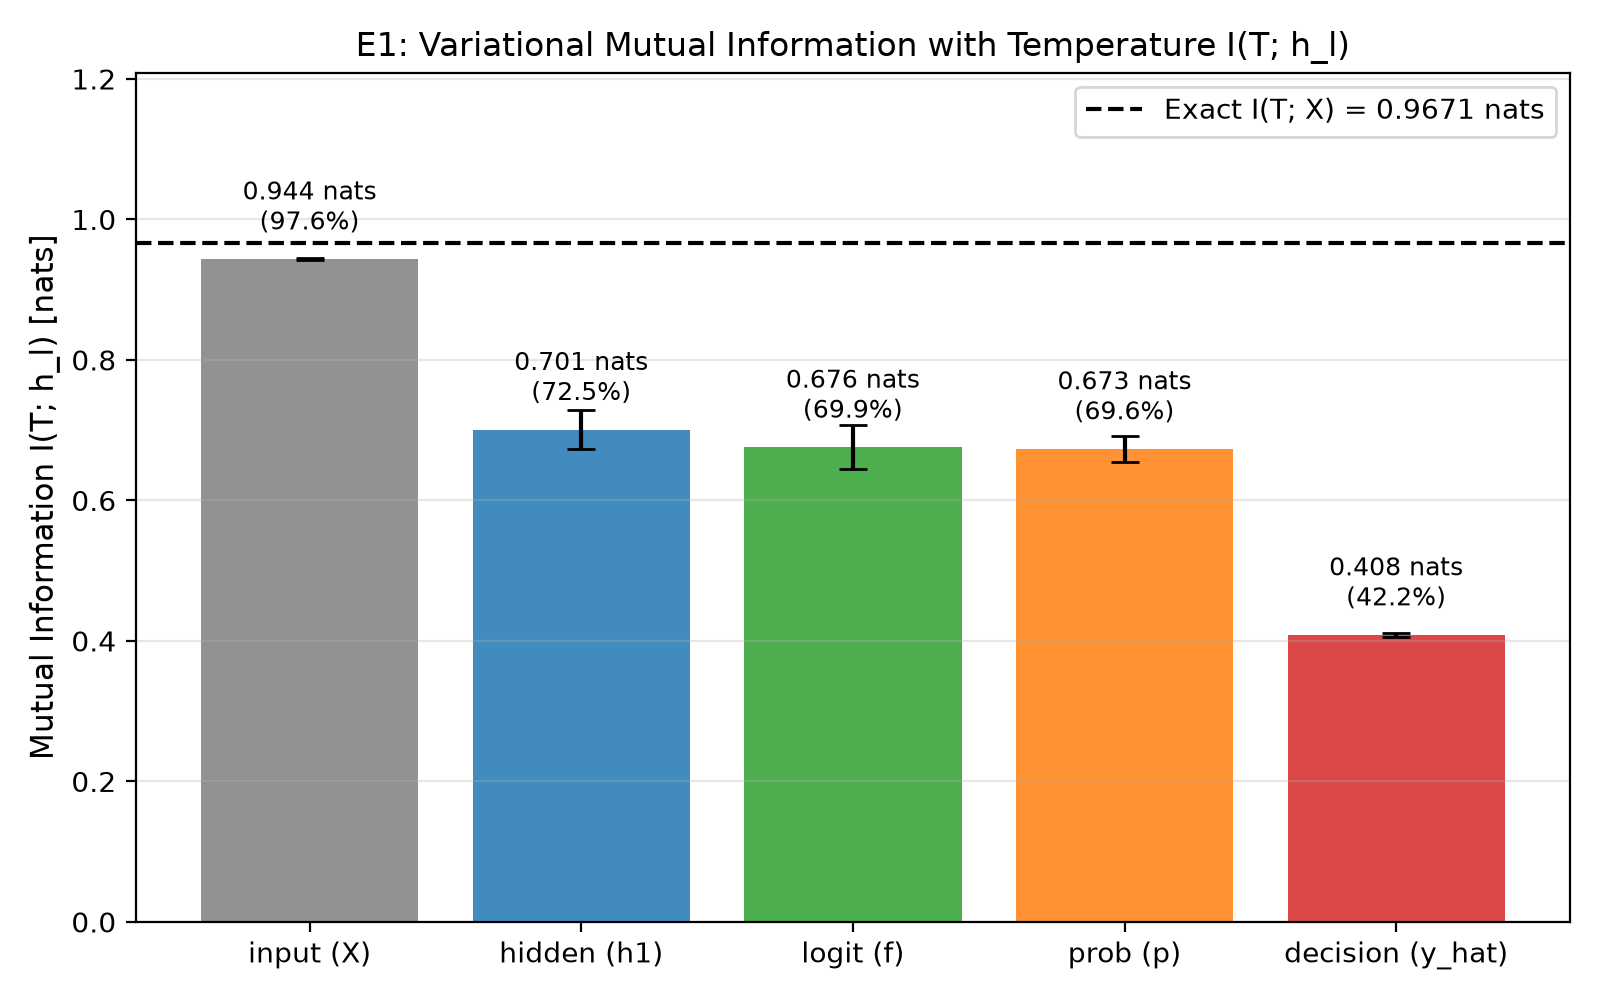 E1: Variational Mutual Information with Temperature I(T; h_l)
Mutual Information I(T; h_l) [nats]
1.2
1.0
0.8
0.6
0.4
0.2
0.0
Exact I(T; X) = 0.9671 nats
0.944 nats
(97.6%)
0.701 nats
(72.5%)
0.676 nats
(69.9%)
0.673 nats
(69.6%)
0.408 nats
(42.2%)
input (X)
hidden (h1)
logit (f)
prob (p)
decision (y_hat)